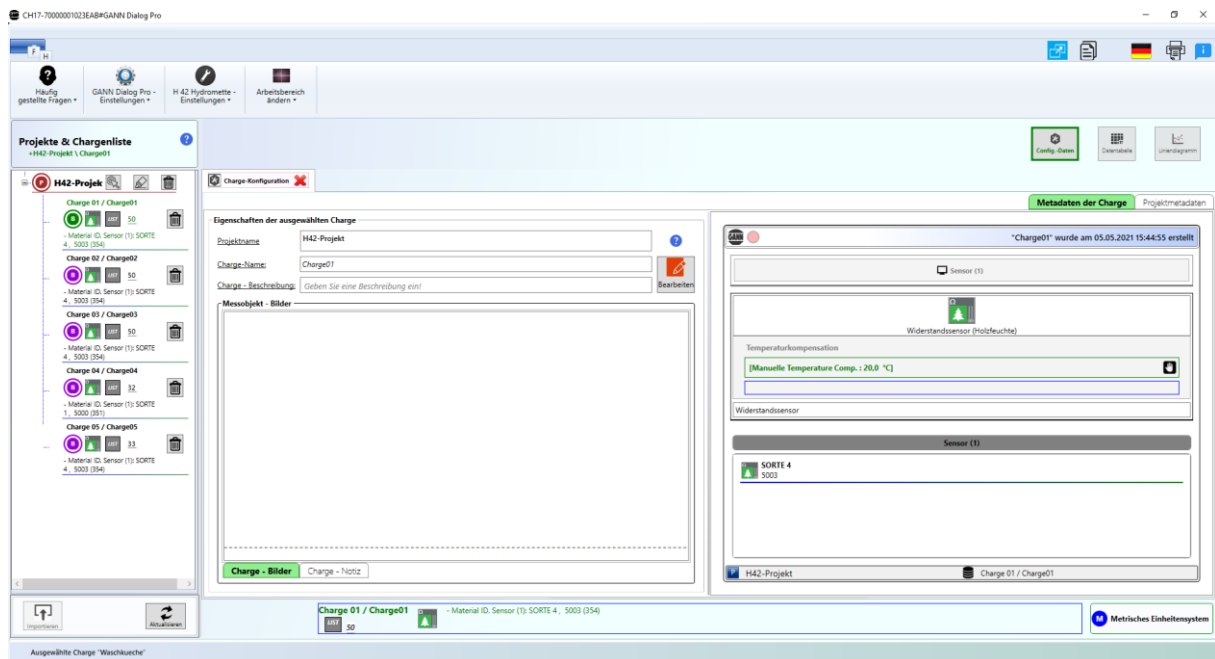 CH17-70000001023EAB#GANN Dialog Pro
F H
Häufig gestellte Fragen
GANN Dialog Pro - Einstellungen
H 42 Hydromette - Einstellungen
Arbeitsbereich ändern
Projekte & Chargenliste
+H42-Projekt \ Charge01
Config.-Daten
Datentabelle
Liniendiagramm
H42-Projek
Charge-Konfiguration
Metadaten der Charge
Projektmetadaten
Charge 01 / Charge01
B LIST 50
- Material ID. Sensor (1): SORTE
4 , 5003 (354)
Charge 02 / Charge02
B LIST 50
- Material ID. Sensor (1): SORTE
4 , 5003 (354)
Charge 03 / Charge03
B LIST 50
- Material ID. Sensor (1): SORTE
4 , 5003 (354)
Charge 04 / Charge04
B LIST 32
- Material ID. Sensor (1): SORTE
1 , 5000 (351)
Charge 05 / Charge05
B LIST 33
- Material ID. Sensor (1): SORTE
4 , 5003 (354)
Importieren
Aktualisieren
Eigenschaften der ausgewählten Charge
Projektname
H42-Projekt
Charge-Name:
Charge01
Charge - Beschreibung:
Geben Sie eine Beschreibung ein!
Bearbeiten
Messobjekt - Bilder
Charge - Bilder
Charge - Notiz
GANN
"Charge01" wurde am 05.05.2021 15:44:55 erstellt
Sensor (1)
Widerstandssensor (Holzfeuchte)
Temperaturkompensation
[Manuelle Temperature Comp. : 20,0 °C]
Widerstandssensor
Sensor (1)
SORTE 4
5003
P H42-Projekt
Charge 01 / Charge01
Charge 01 / Charge01
LIST 50
- Material ID. Sensor (1): SORTE 4 , 5003 (354)
M Metrisches Einheitensystem
Ausgewählte Charge "Waschkueche"